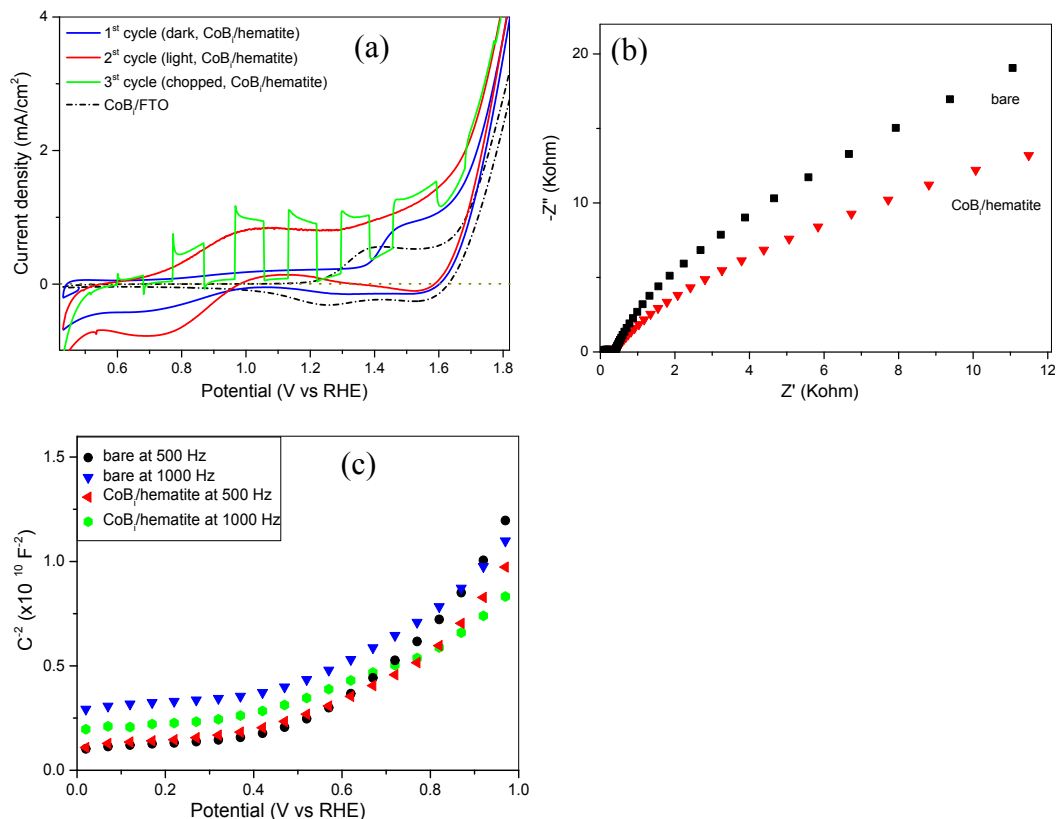 (a)
1st cycle (dark, CoBi/hematite)
2st cycle (light, CoBi/hematite)
3st cycle (chopped, CoBi/hematite)
CoBi/FTO
Current density (mA/cm2)
4
2
0
0.6 0.8 1.0 1.2 1.4 1.6 1.8
Potential (V vs RHE)
(b)
bare
CoBi/hematite
-Z" (Kohm)
20
10
0
0 2 4 6 8 10 12
Z' (Kohm)
(c)
bare at 500 Hz
bare at 1000 Hz
CoBi/hematite at 500 Hz
CoBi/hematite at 1000 Hz
C-2 (x10 10 F-2)
1.5
1.0
0.5
0.0
0.0 0.2 0.4 0.6 0.8 1.0
Potential (V vs RHE)